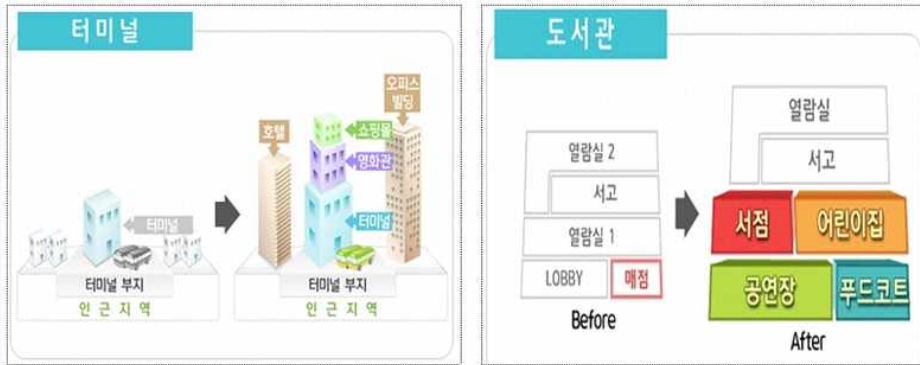 터미널
터미널
터미널 부지
인근지역
오피스
빌딩
호텔
쇼핑몰
영화관
터미널
터미널 부지
인근지역
도서관
열람실 2
서고
열람실 1
LOBBY 매점
Before
열람실
서고
서점 어린이집
공연장 푸드코트
After